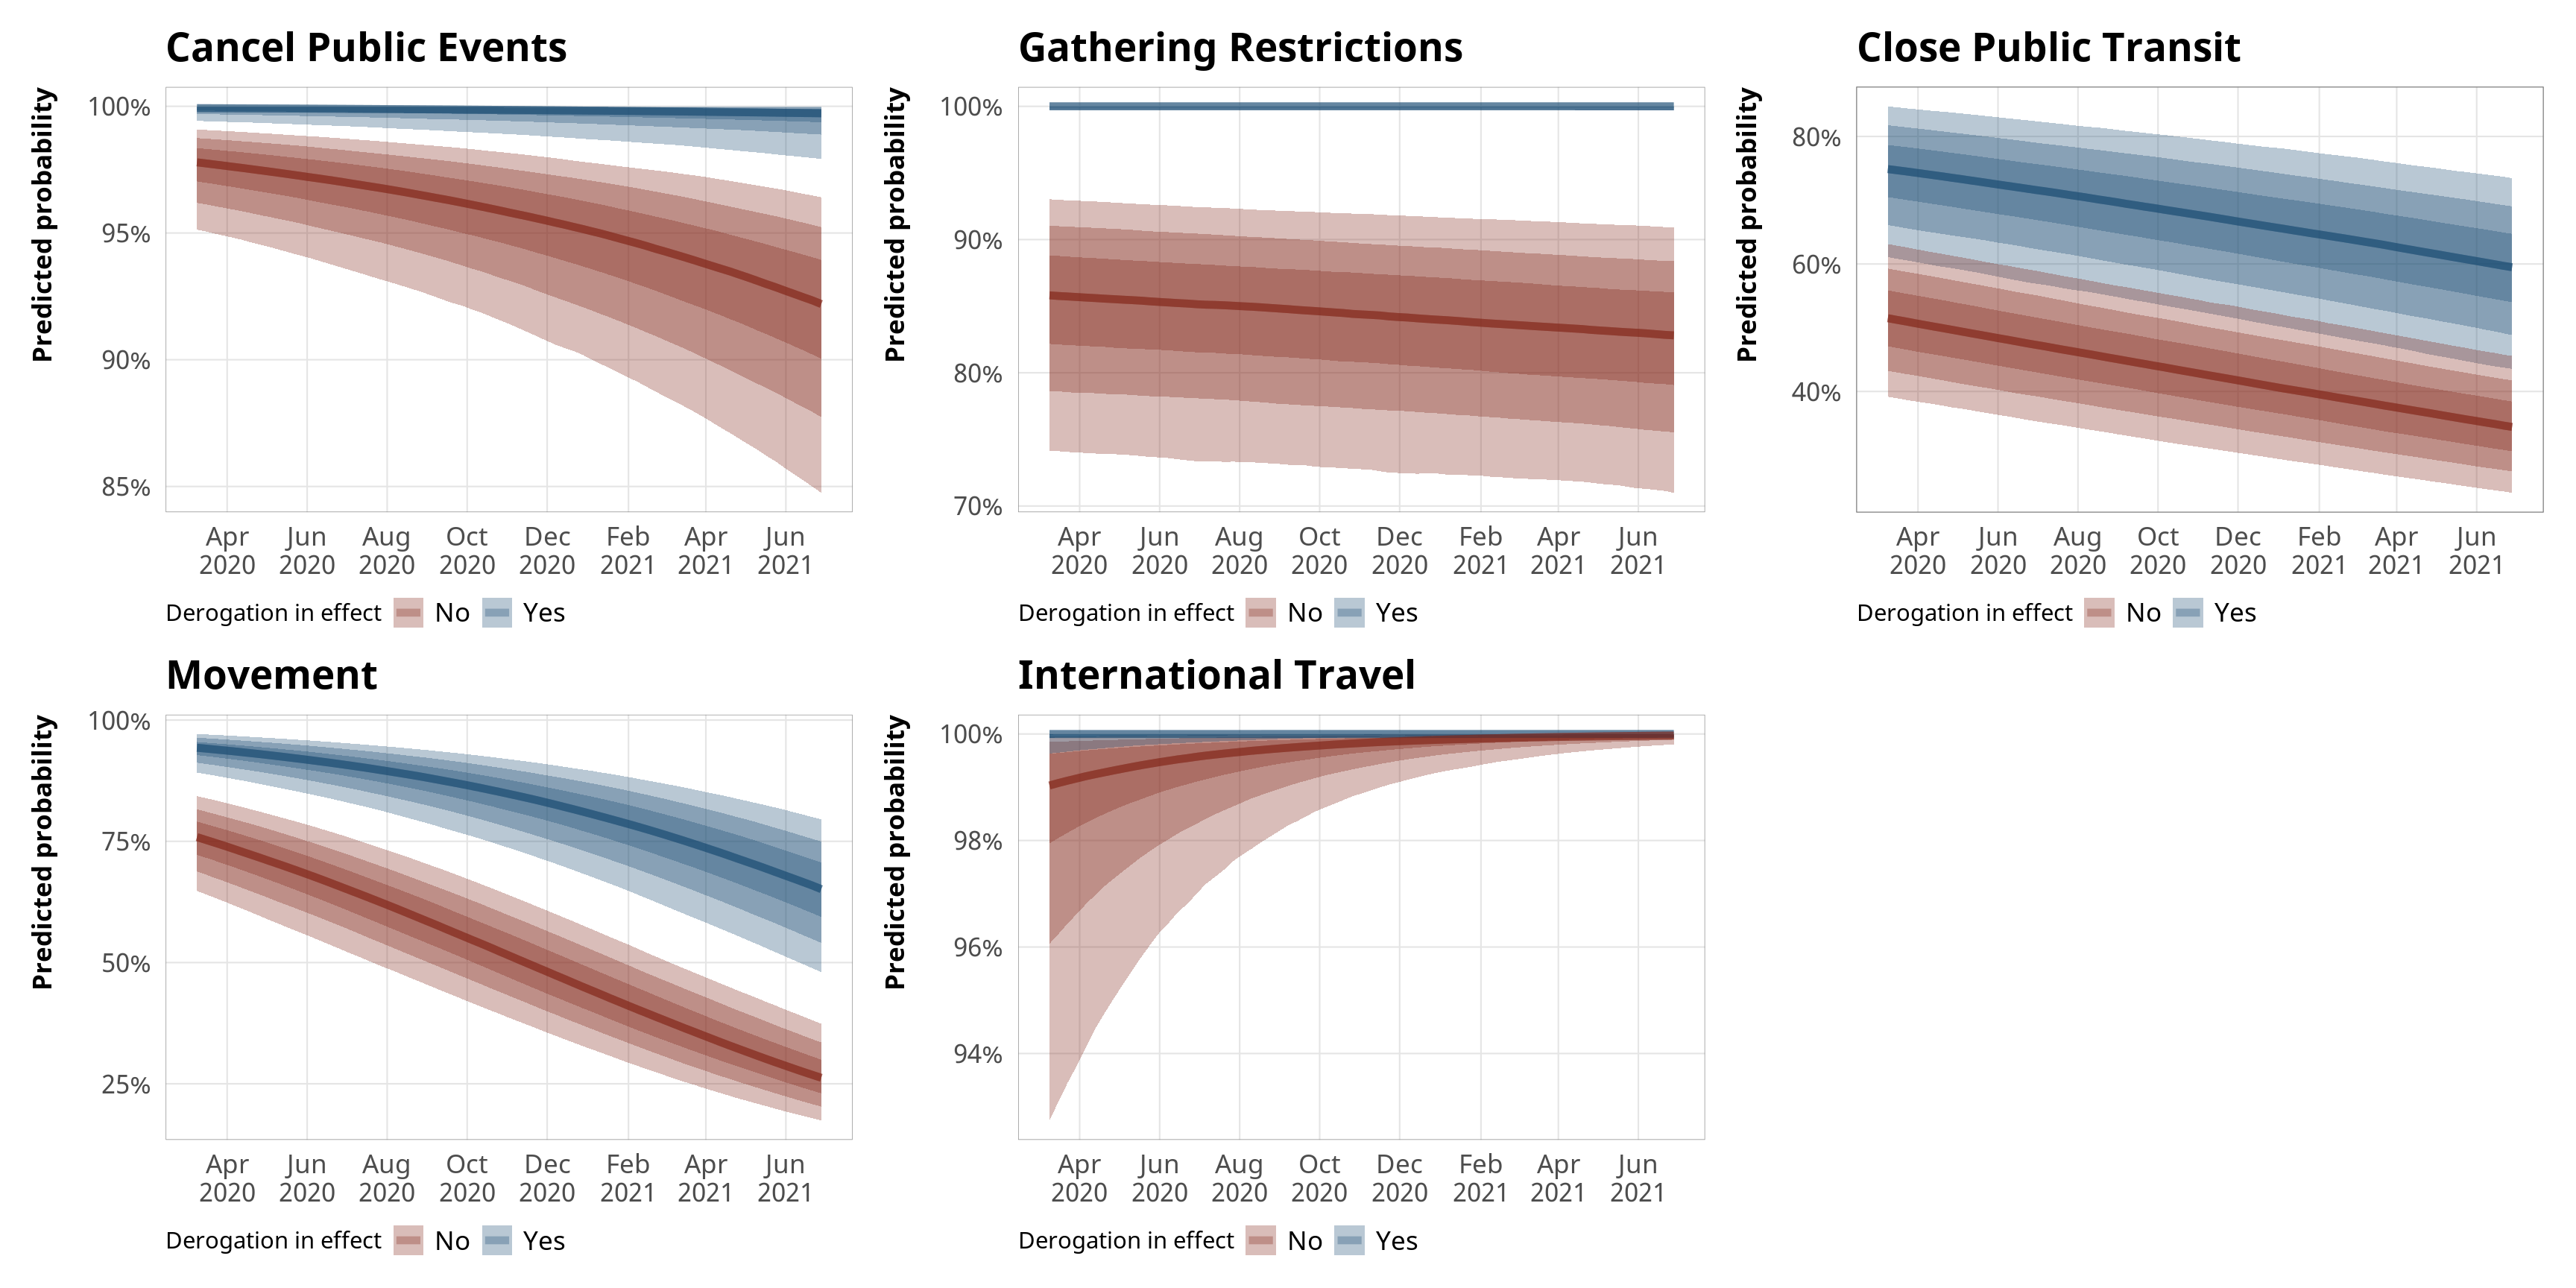 Cancel Public Events
Predicted probability
100%
95%
90%
85%
Apr Jun Aug Oct Dec Feb Apr Jun
2020 2020 2020 2020 2020 2021 2021 2021
Derogation in effect No Yes
Gathering Restrictions
Predicted probability
100%
90%
80%
70%
Apr Jun Aug Oct Dec Feb Apr Jun
2020 2020 2020 2020 2020 2021 2021 2021
Derogation in effect No Yes
Close Public Transit
Predicted probability
80%
60%
40%
Apr Jun Aug Oct Dec Feb Apr Jun
2020 2020 2020 2020 2020 2021 2021 2021
Derogation in effect No Yes
Movement
Predicted probability
100%
75%
50%
25%
Apr Jun Aug Oct Dec Feb Apr Jun
2020 2020 2020 2020 2020 2021 2021 2021
Derogation in effect No Yes
International Travel
Predicted probability
100%
98%
96%
94%
Apr Jun Aug Oct Dec Feb Apr Jun
2020 2020 2020 2020 2020 2021 2021 2021
Derogation in effect No Yes